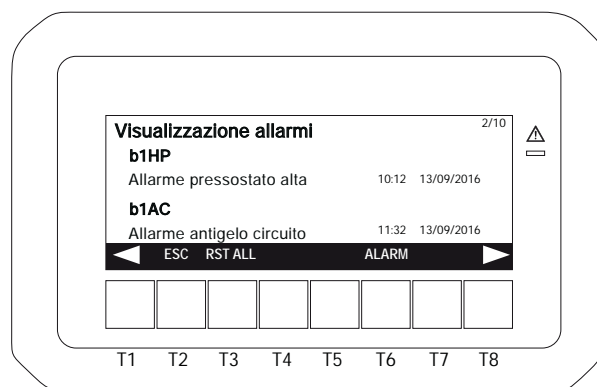 Visualizzazione allarmi 2/10
b1HP
Allarme pressostato alta 10:12 13/09/2016
b1AC
Allarme antigelo circuito 11:32 13/09/2016
ESC RST ALL ALARM
T1 T2 T3 T4 T5 T6 T7 T8